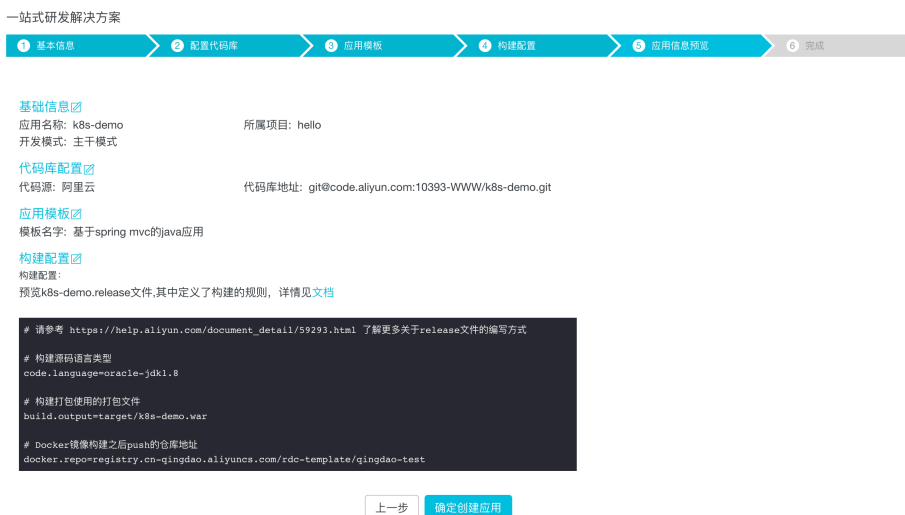 一站式研发解决方案
1 基本信息 2 配置代码库 3 应用模板 4 构建配置 5 应用信息预览 6 完成
基础信息
应用名称: k8s-demo 所属项目: hello
开发模式: 主干模式
代码库配置
代码源: 阿里云 代码库地址: git@code.aliyun.com:10393-WWW/k8s-demo.git
应用模板
模板名字: 基于spring mvc的java应用
构建配置
构建配置:
预览k8s-demo.release文件,其中定义了构建的规则，详情见文档
# 请参考 https://help.aliyun.com/document_detail/59293.html 了解更多关于release文件的编写方式
# 构建源码语言类型
code.language=oracle-jdk1.8
# 构建打包使用的打包文件
build.output=target/k8s-demo.war
# Docker镜像构建之后push的仓库地址
docker.repo=registry.cn-qingdao.aliyuncs.com/rdc-template/qingdao-test
上一步 确定创建应用